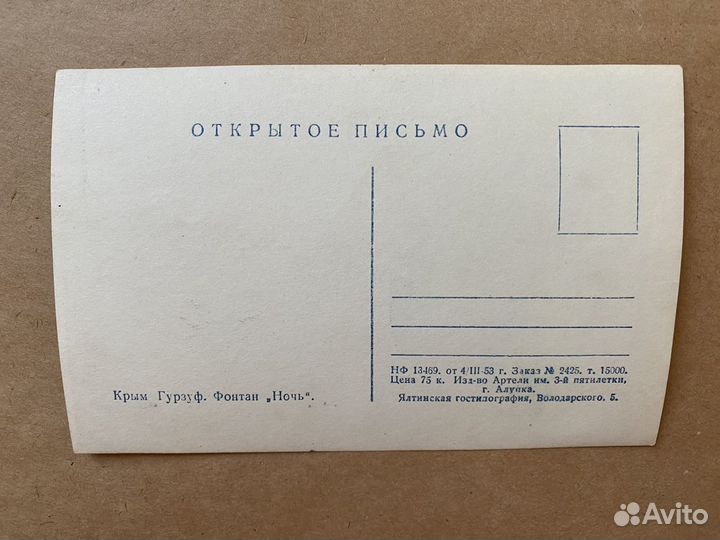 ОТКРЫТОЕ ПИСЬМО
Крым Гурзуф. Фонтан „Ночь“.
НФ 13469. от 4/III-53 г. Заказ № 2425. т. 15000.
Цена 75 к. Изд-во Артели им. 3-й пятилетки,
г. Алупка.
Ялтинская гостипография, Володарского, 5.
Avito